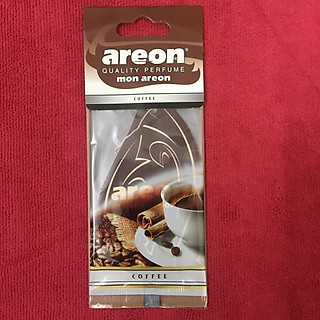 areon®
QUALITY PERFUME
mon areon
COFFEE
areon
COFFEE